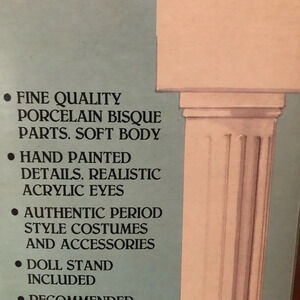 • FINE QUALITY
PORCELAIN BISQUE
PARTS. SOFT BODY
• HAND PAINTED
DETAILS. REALISTIC
ACRYLIC EYES
• AUTHENTIC PERIOD
STYLE COSTUMES
AND ACCESSORIES
• DOLL STAND
INCLUDED
• RECOMMENDED